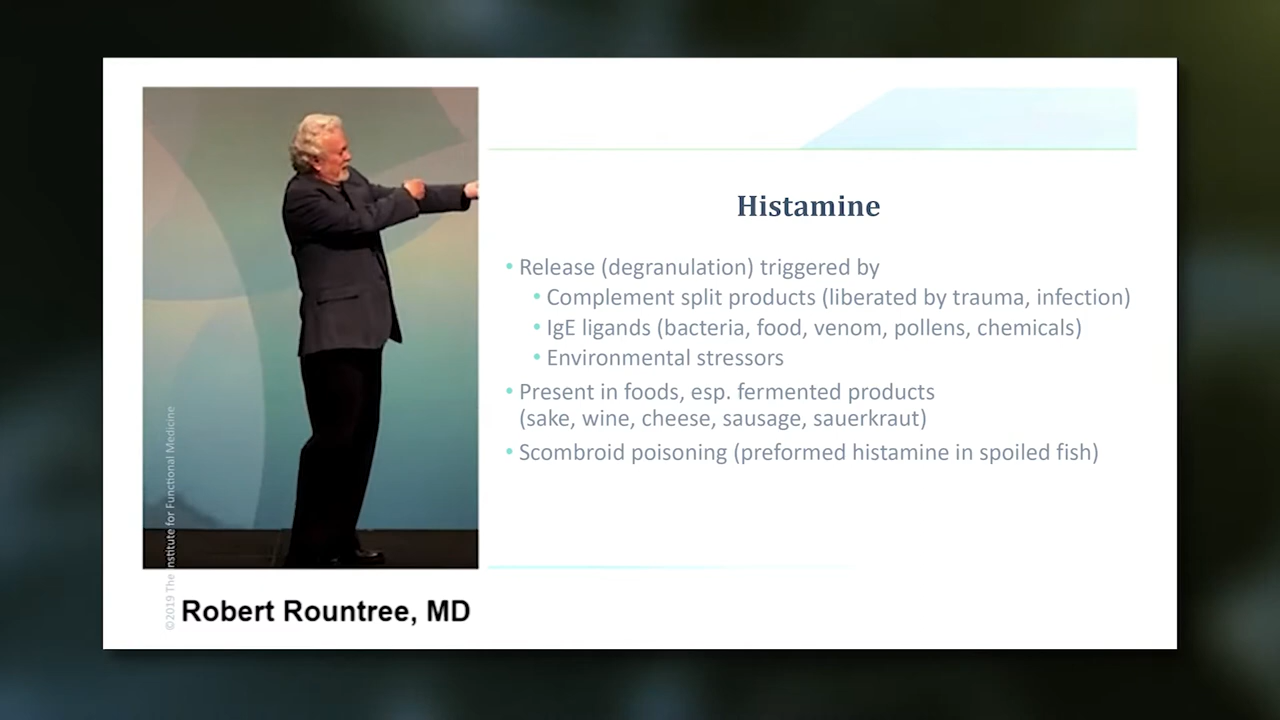 Histamine
• Release (degranulation) triggered by
• Complement split products (liberated by trauma, infection)
• IgE ligands (bacteria, food, venom, pollens, chemicals)
• Environmental stressors
• Present in foods, esp. fermented products
(sake, wine, cheese, sausage, sauerkraut)
• Scombroid poisoning (preformed histamine in spoiled fish)
©2019 The Institute for Functional Medicine
Robert Rountree, MD